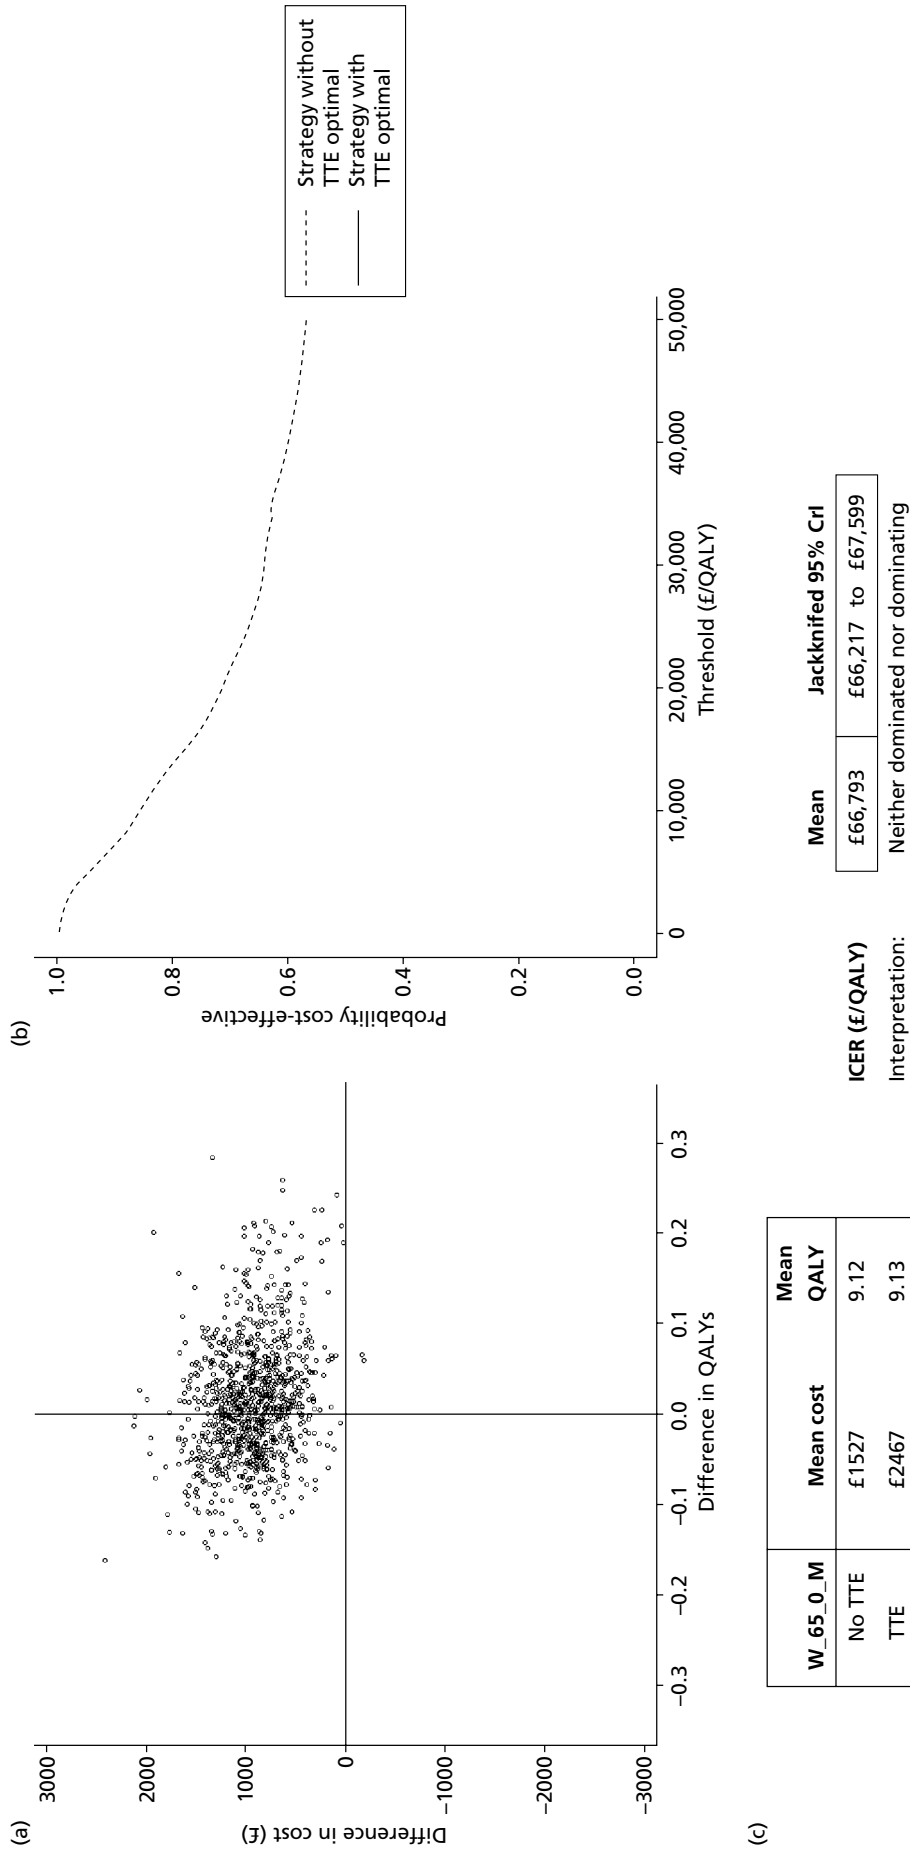 (a)
3000
2000
1000
0
–1000
–2000
–3000
Difference in cost (£)
–0.3
–0.2
–0.1
0.0
0.1
0.2
0.3
Difference in QALYs
(b)
1.0
0.8
0.6
0.4
0.2
0.0
Probability cost-effective
0
10,000
20,000
30,000
40,000
50,000
Threshold (£/QALY)
Strategy without
TTE optimal
Strategy with
TTE optimal
(c)
W_65_0_M Mean cost Mean QALY
No TTE £1527 9.12
TTE £2467 9.13
Mean Jackknifed 95% CrI
ICER (£/QALY) £66,793 £66,217 to £67,599
Interpretation: Neither dominated nor dominating